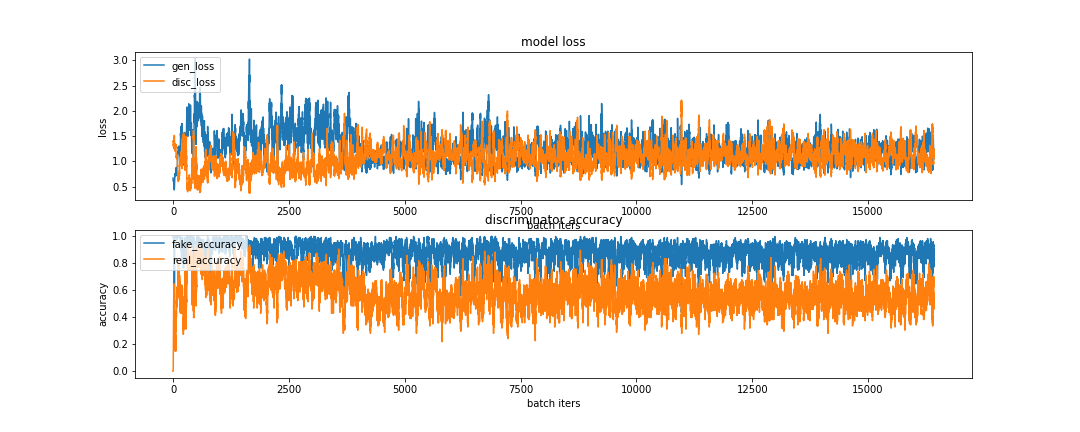 model loss
gen_loss
disc_loss
loss
3.0
2.5
2.0
1.5
1.0
0.5
0 2500 5000 7500 10000 12500 15000
batch iters
discriminator accuracy
fake_accuracy
real_accuracy
accuracy
1.0
0.8
0.6
0.4
0.2
0.0
0 2500 5000 7500 10000 12500 15000
batch iters